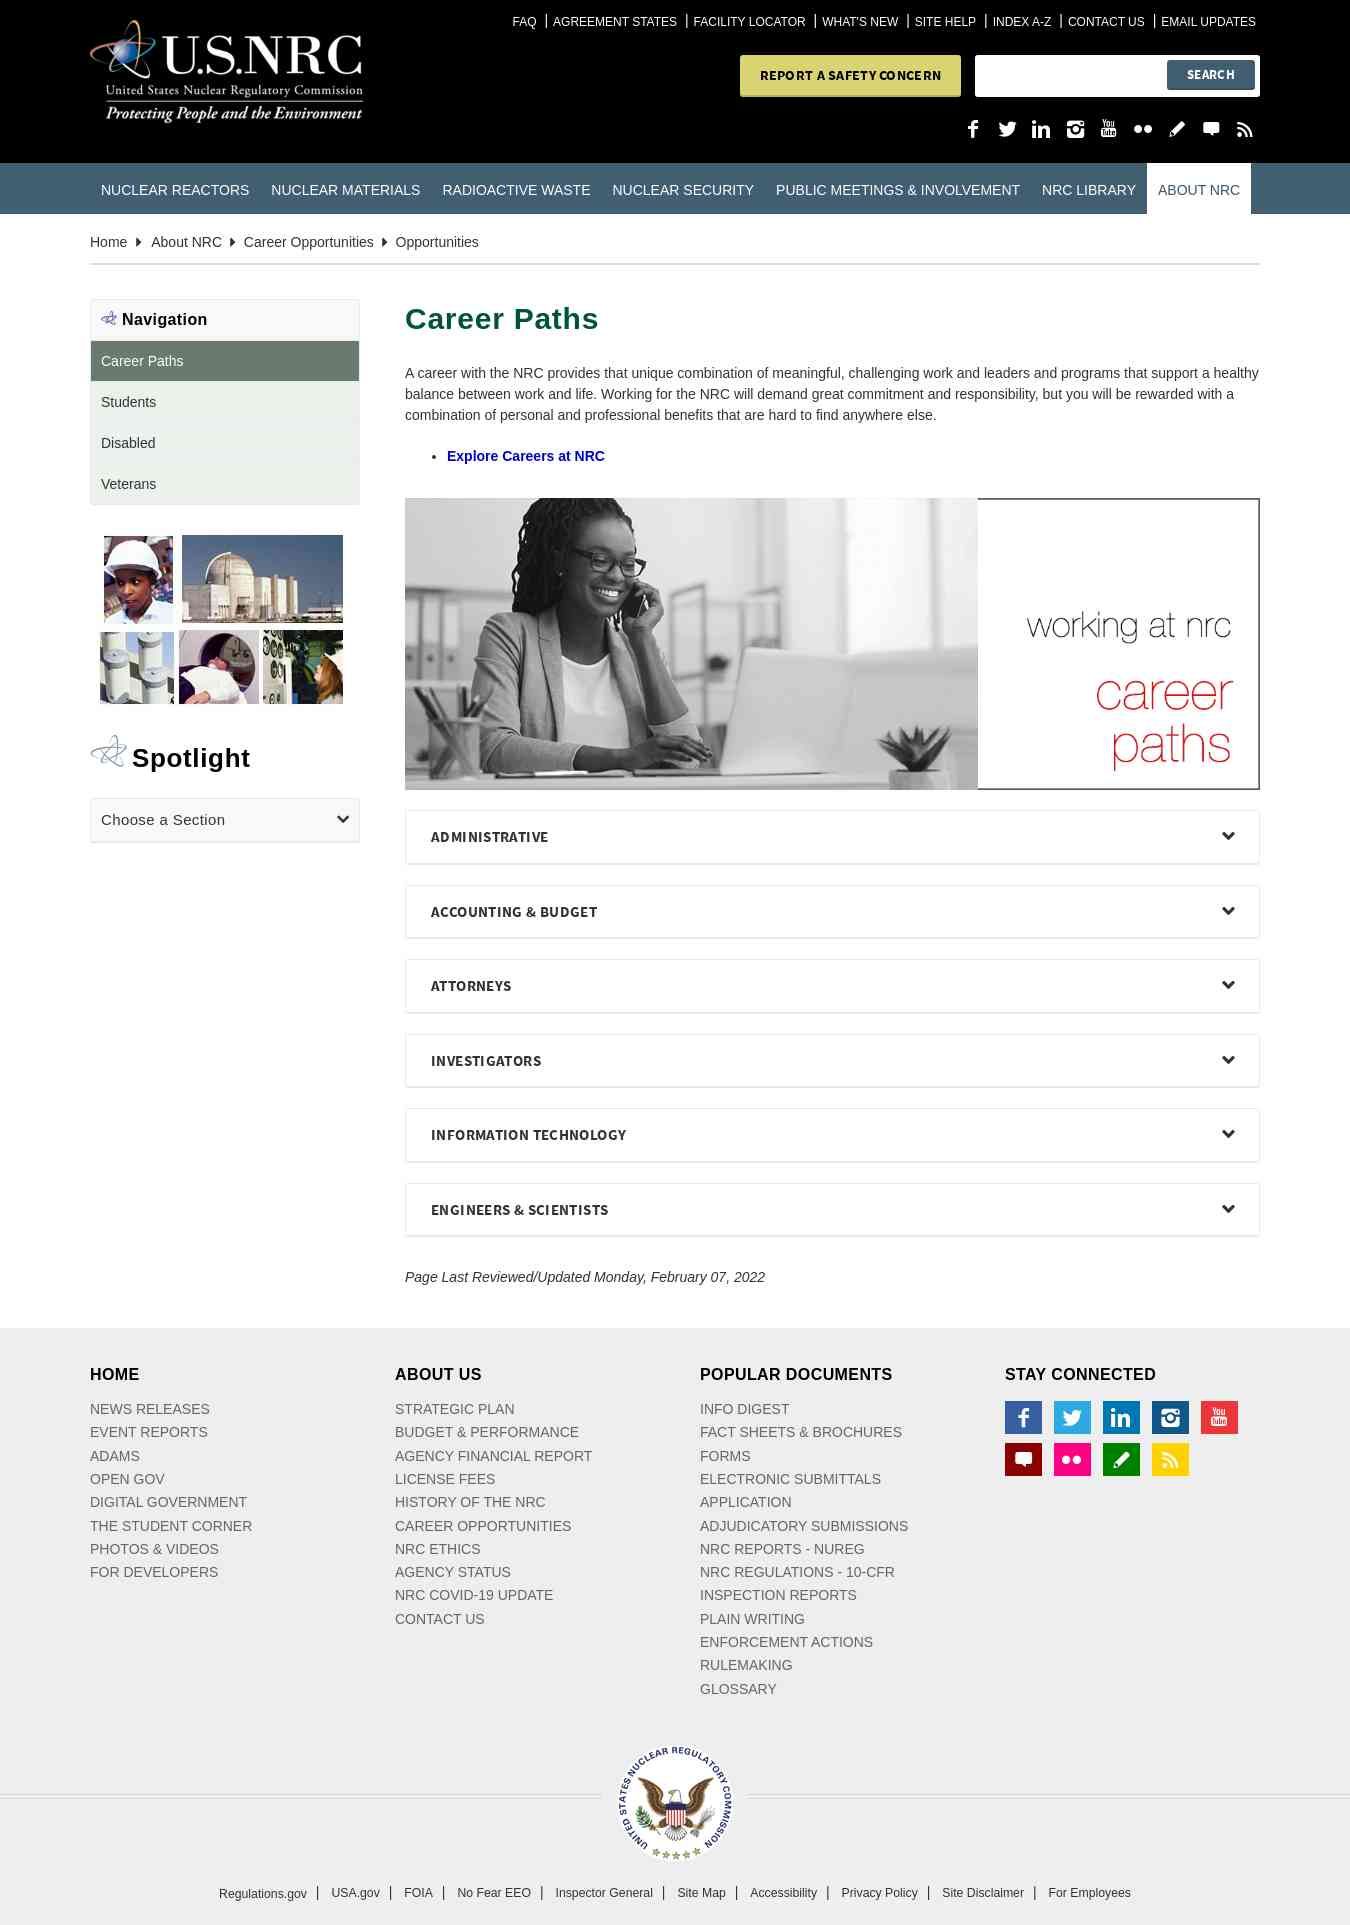 FAQ | AGREEMENT STATES | FACILITY LOCATOR | WHAT'S NEW | SITE HELP | INDEX A-Z | CONTACT US | EMAIL UPDATES
U.S.NRC
United States Nuclear Regulatory Commission
Protecting People and the Environment
REPORT A SAFETY CONCERN
SEARCH
NUCLEAR REACTORS NUCLEAR MATERIALS RADIOACTIVE WASTE NUCLEAR SECURITY PUBLIC MEETINGS & INVOLVEMENT NRC LIBRARY ABOUT NRC
Home About NRC Career Opportunities Opportunities
Navigation
Career Paths
Students
Disabled
Veterans
Spotlight
Choose a Section
Career Paths
A career with the NRC provides that unique combination of meaningful, challenging work and leaders and programs that support a healthy
balance between work and life. Working for the NRC will demand great commitment and responsibility, but you will be rewarded with a
combination of personal and professional benefits that are hard to find anywhere else.
• Explore Careers at NRC
working at nrc
career
paths
ADMINISTRATIVE
ACCOUNTING & BUDGET
ATTORNEYS
INVESTIGATORS
INFORMATION TECHNOLOGY
ENGINEERS & SCIENTISTS
Page Last Reviewed/Updated Monday, February 07, 2022
HOME
NEWS RELEASES
EVENT REPORTS
ADAMS
OPEN GOV
DIGITAL GOVERNMENT
THE STUDENT CORNER
PHOTOS & VIDEOS
FOR DEVELOPERS
ABOUT US
STRATEGIC PLAN
BUDGET & PERFORMANCE
AGENCY FINANCIAL REPORT
LICENSE FEES
HISTORY OF THE NRC
CAREER OPPORTUNITIES
NRC ETHICS
AGENCY STATUS
NRC COVID-19 UPDATE
CONTACT US
POPULAR DOCUMENTS
INFO DIGEST
FACT SHEETS & BROCHURES
FORMS
ELECTRONIC SUBMITTALS
APPLICATION
ADJUDICATORY SUBMISSIONS
NRC REPORTS - NUREG
NRC REGULATIONS - 10-CFR
INSPECTION REPORTS
PLAIN WRITING
ENFORCEMENT ACTIONS
RULEMAKING
GLOSSARY
STAY CONNECTED
You Tube
UNITED STATES NUCLEAR REGULATORY COMMISSION
Regulations.gov | USA.gov | FOIA | No Fear EEO | Inspector General | Site Map | Accessibility | Privacy Policy | Site Disclaimer | For Employees